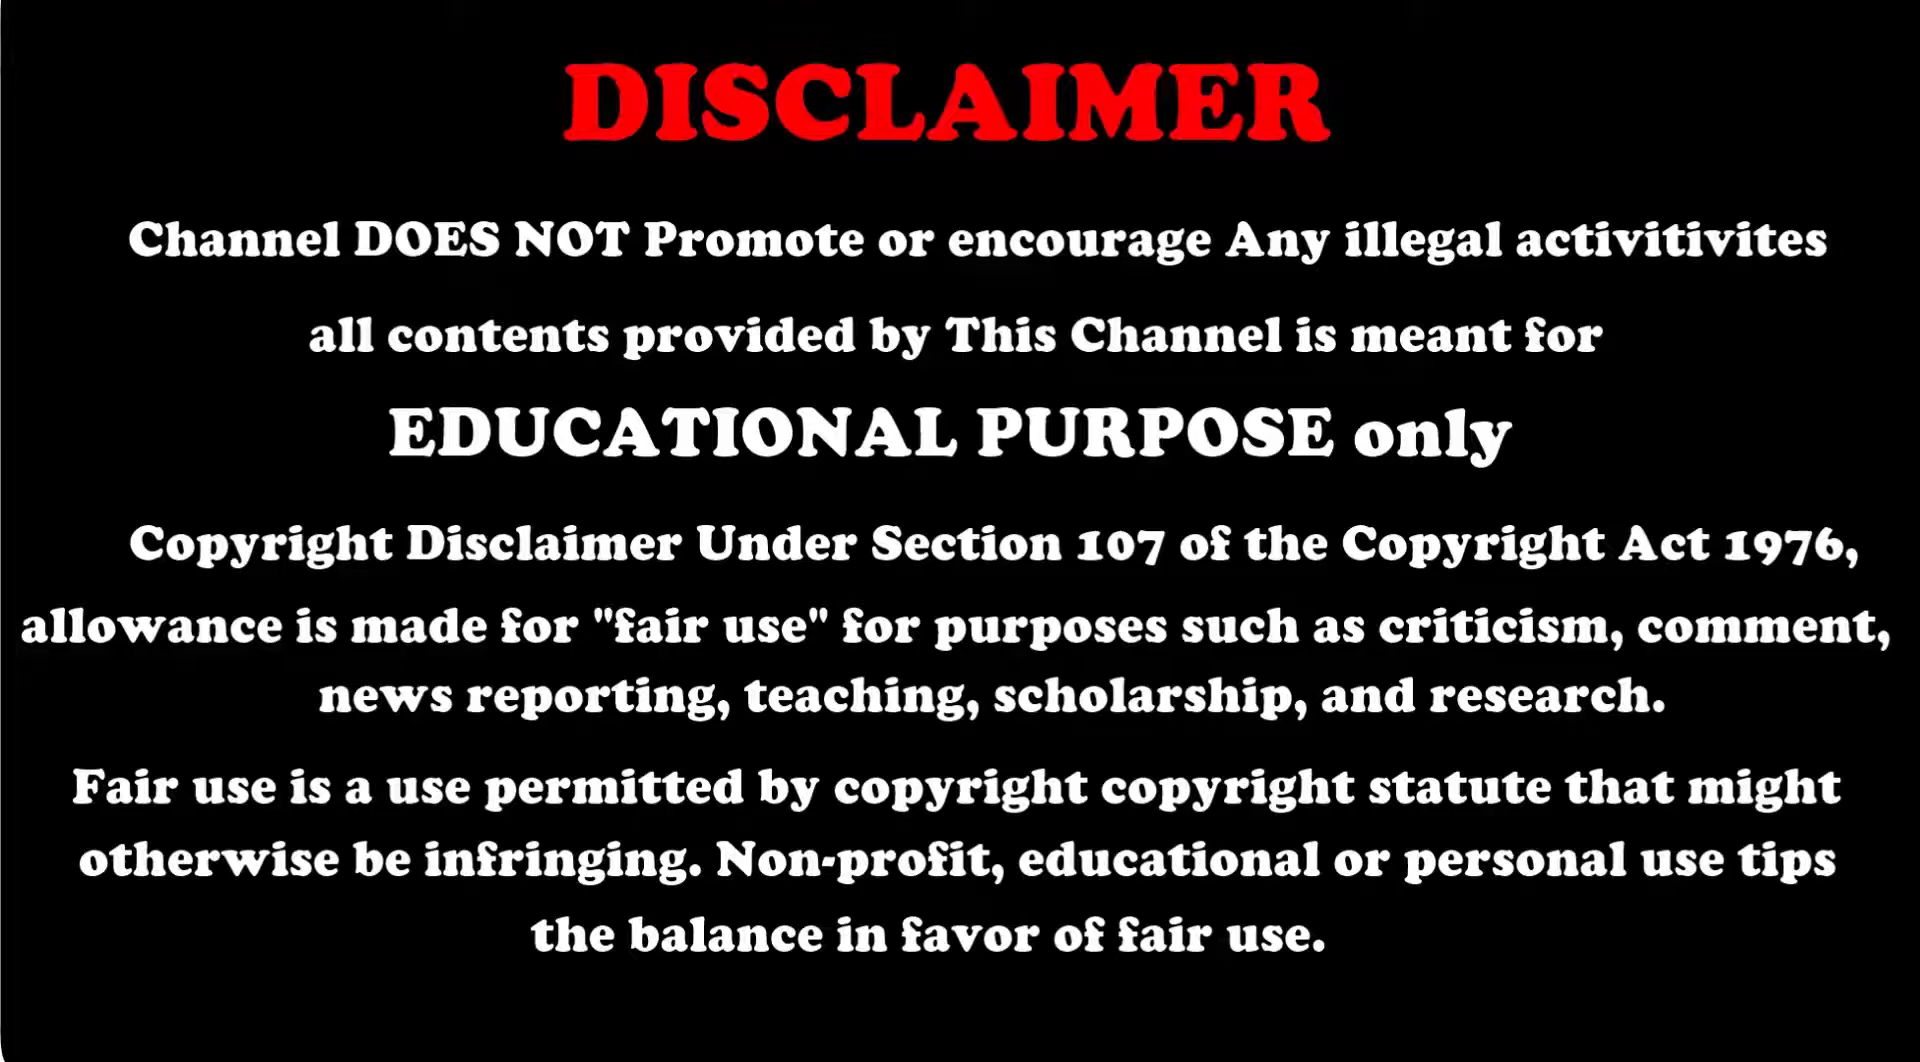 DISCLAIMER
Channel DOES NOT Promote or encourage Any illegal activitivites
all contents provided by This Channel is meant for
EDUCATIONAL PURPOSE only
Copyright Disclaimer Under Section 107 of the Copyright Act 1976,
allowance is made for "fair use" for purposes such as criticism, comment,
news reporting, teaching, scholarship, and research.
Fair use is a use permitted by copyright copyright statute that might
otherwise be infringing. Non-profit, educational or personal use tips
the balance in favor of fair use.